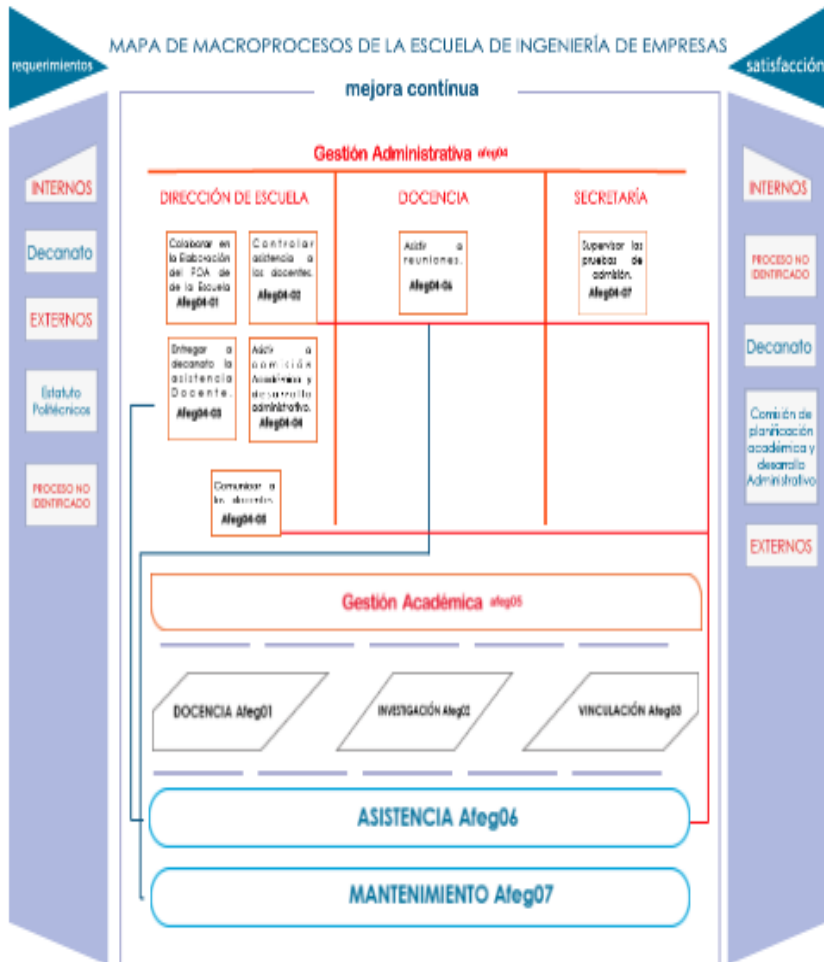 MAPA DE MACROPROCESOS DE LA ESCUELA DE INGENIERÍA DE EMPRESAS
requerimientos
satisfacción
mejora contínua
INTERNOS
Decanato
EXTERNOS
Estatuto
Politécnicos
PROCESO NO
IDENTIFICADO
Gestión Administrativa afeg04
DIRECCIÓN DE ESCUELA
DOCENCIA
SECRETARÍA
Colaborar en
la Elaboración
del POA de
de la Escuela
Afeg04-01
Controlar
asistencia a
los docentes.
Afeg04-02
Asistir a
reuniones.
Afeg04-06
Supervisar las
pruebas de
admisión.
Afeg04-07
Entregar a
decanato la
asistencia
Docente.
Afeg04-03
Asistir a
comisión
Académica y
desarrollo
administrativo.
Afeg04-04
Comunicar a
los docentes
Afeg04-05
Gestión Académica afeg05
DOCENCIA Afeg01
INVESTIGACIÓN Afeg02
VINCULACIÓN Afeg03
ASISTENCIA Afeg06
MANTENIMIENTO Afeg07
INTERNOS
PROCESO NO
IDENTIFICADO
Decanato
Comisión de
planificación
académica y
desarrollo
Administrativo
EXTERNOS